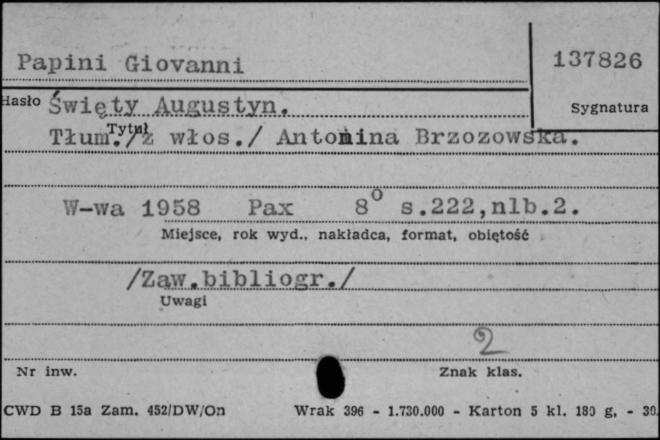 Papini Giovanni
137826
Hasło Święty Augustyn.
Sygnatura
Tytuł
Tłum./z włos./ Antonina Brzozowska.
W-wa 1958 Pax 8° s.222,nlb.2.
Miejsce, rok wyd., nakładca, format, objętość
/Zaw.bibliogr./
Uwagi
2
Nr inw.
Znak klas.
CWD B 15a Zam. 452/DW/On Wrak 396 - 1.730.000 - Karton 5 kl. 180 g. - 30.